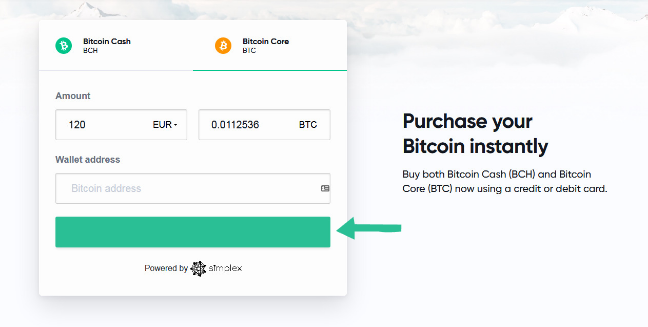 Bitcoin Cash
BCH
Bitcoin Core
BTC
Amount
120 EUR
0.0112536 BTC
Wallet address
Bitcoin address
Powered by simplex
Purchase your
Bitcoin instantly
Buy both Bitcoin Cash (BCH) and Bitcoin
Core (BTC) now using a credit or debit card.